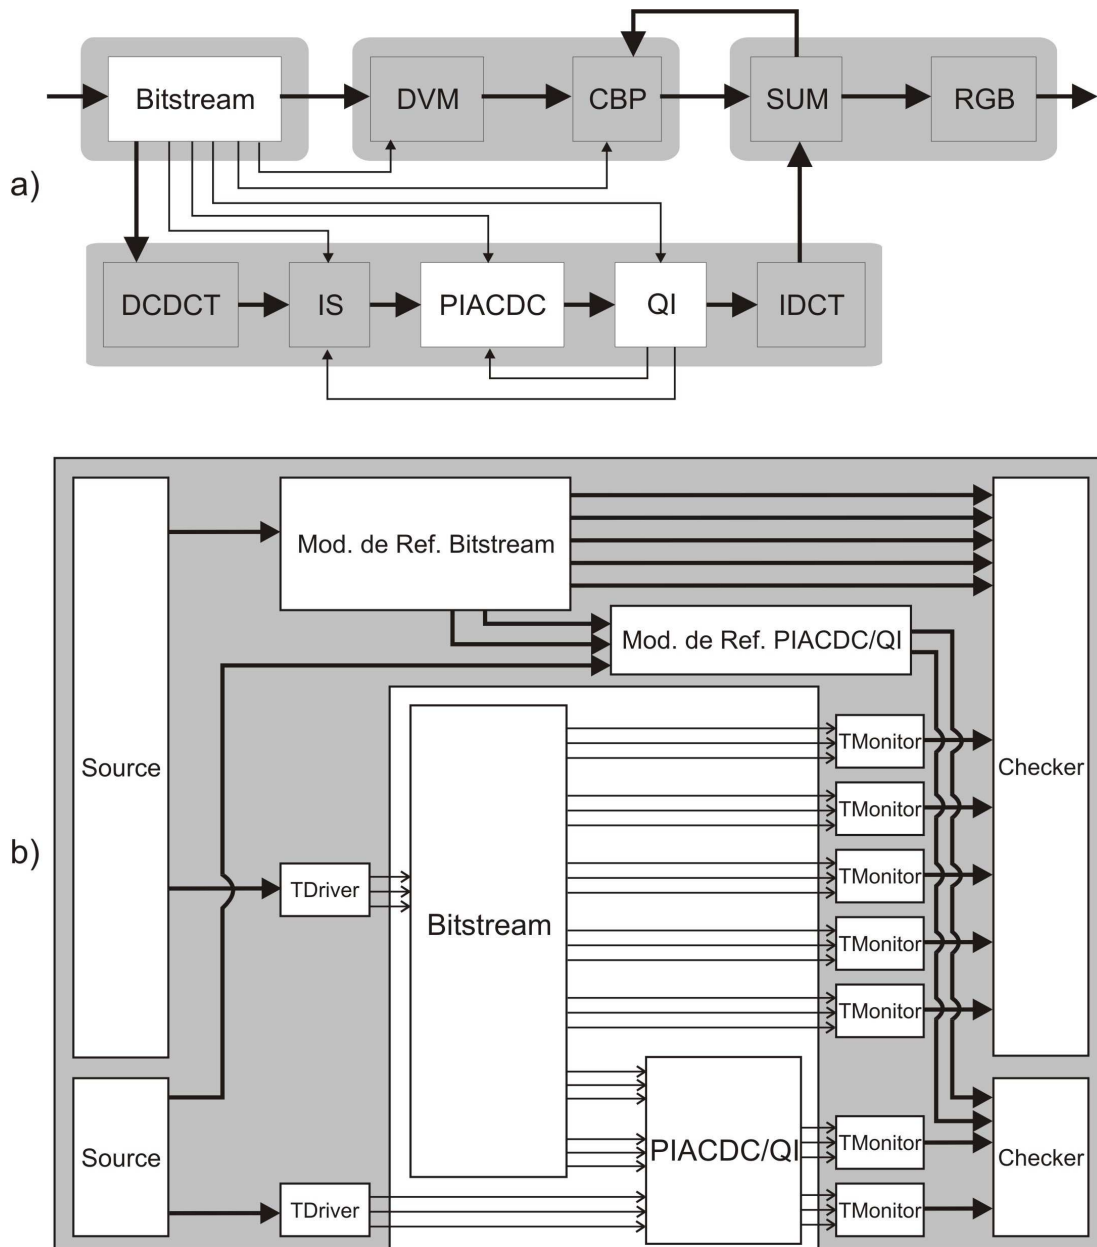 a)
Bitstream
DVM
CBP
SUM
RGB
DCDCT
IS
PIACDC
QI
IDCT
b)
Source
Mod. de Ref. Bitstream
Mod. de Ref. PIACDC/QI
Checker
TDriver
Bitstream
TMonitor
TMonitor
TMonitor
TMonitor
TMonitor
Source
TDriver
PIACDC/QI
TMonitor
TMonitor
Checker